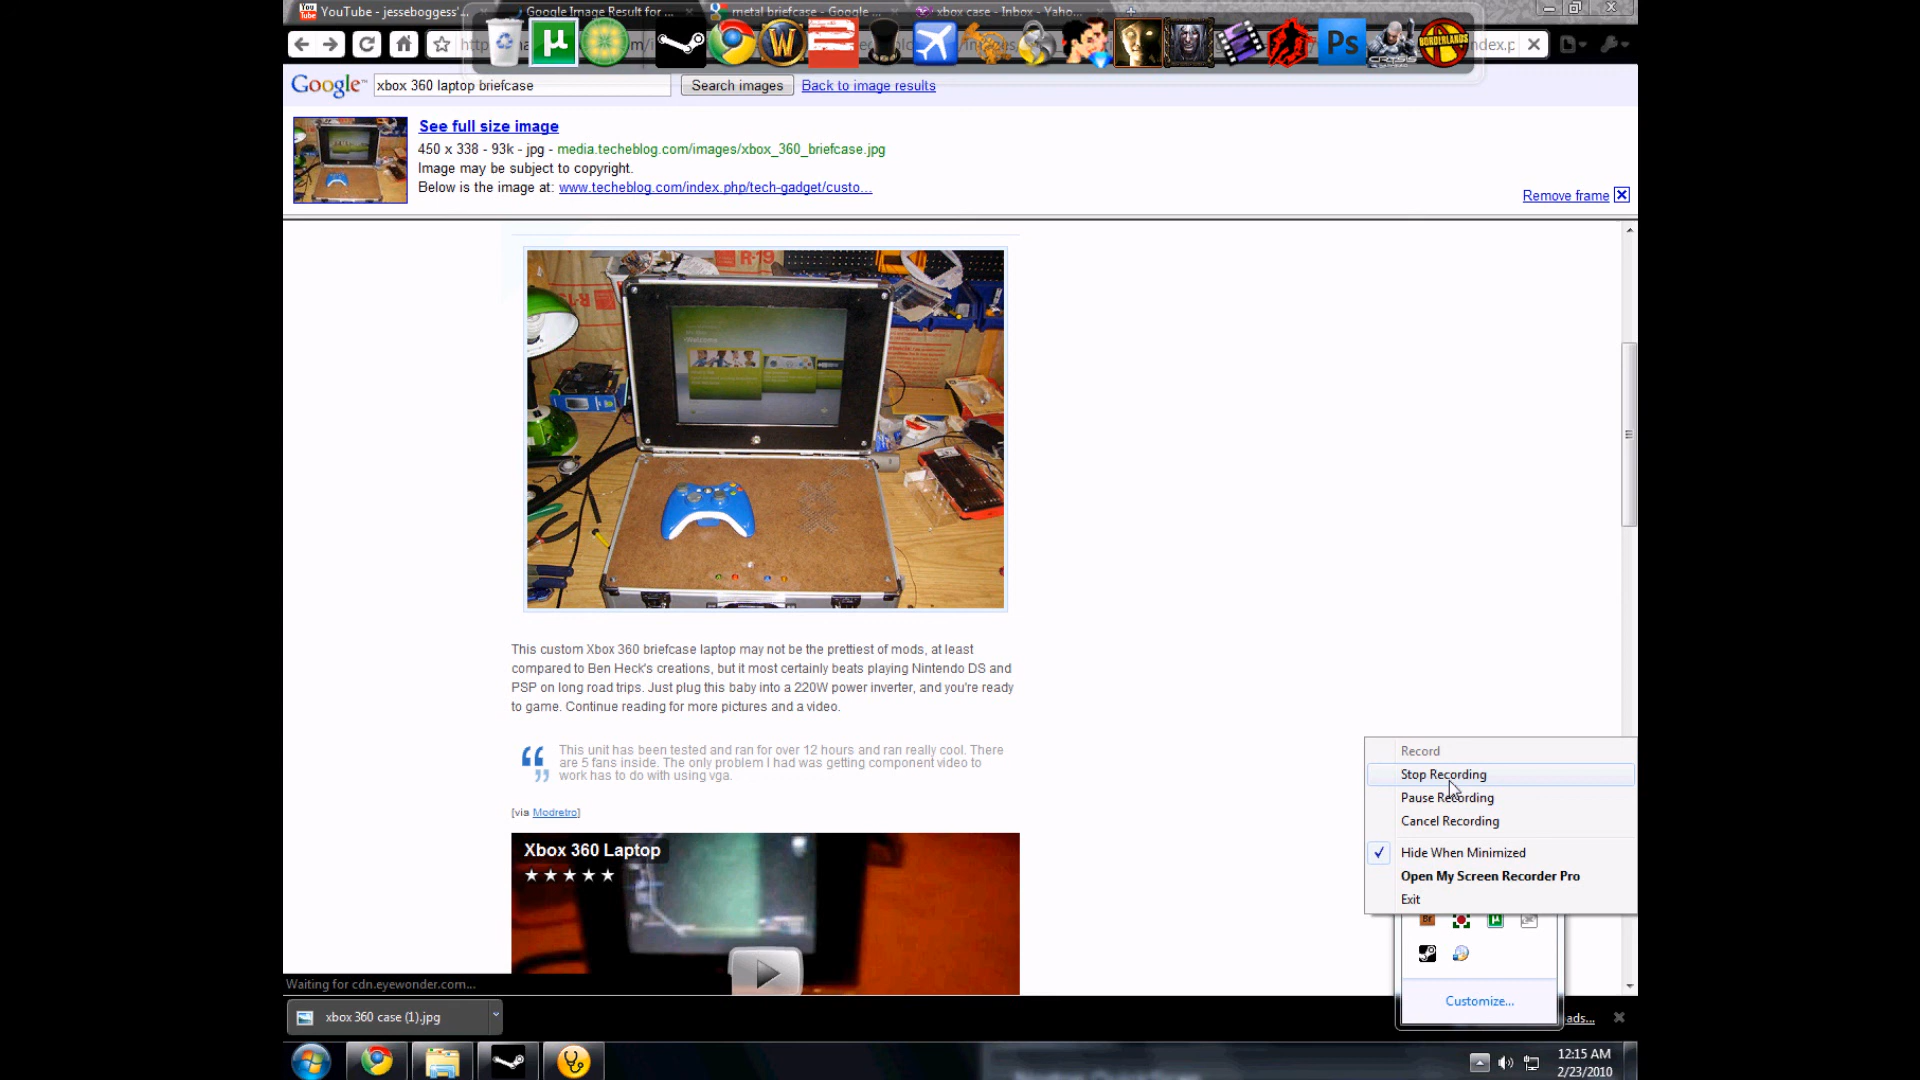 YouTube - jesseboggess'...
Google Image Result for ...
metal briefcase - Google ...
xbox case - Inbox - Yaho...
ndex.p
Google
xbox 360 laptop briefcase
Search images
Back to image results
See full size image
450 x 338 - 93k - jpg - media.techeblog.com/images/xbox_360_briefcase.jpg
Image may be subject to copyright.
Below is the image at: www.techeblog.com/index.php/tech-gadget/custo...
Remove frame
R-19
This custom Xbox 360 briefcase laptop may not be the prettiest of mods, at least
compared to Ben Heck's creations, but it most certainly beats playing Nintendo DS and
PSP on long road trips. Just plug this baby into a 220W power inverter, and you're ready
to game. Continue reading for more pictures and a video.
This unit has been tested and ran for over 12 hours and ran really cool. There
are 5 fans inside. The only problem I had was getting component video to
work has to do with using vga.
[via Modretro]
Xbox 360 Laptop
Record
Stop Recording
Pause Recording
Cancel Recording
Hide When Minimized
Open My Screen Recorder Pro
Exit
Customize...
Waiting for cdn.eyewonder.com...
xbox 360 case (1).jpg
ads...
12:15 AM
2/23/2010